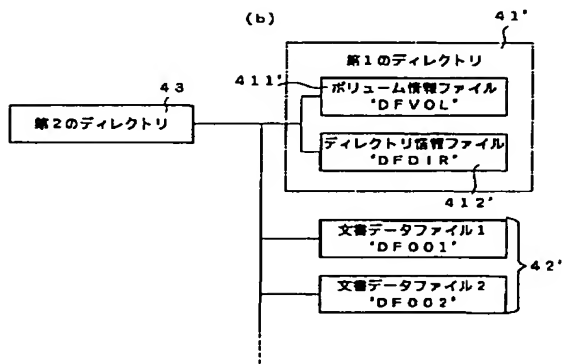 (b)
41'
第1のディレクトリ
411'
ボリューム情報ファイル
"DFVOL"
43
第2のディレクトリ
ディレクトリ情報ファイル
"DFDIR"
412'
文書データファイル1
"DF001"
42'
文書データファイル2
"DF002"